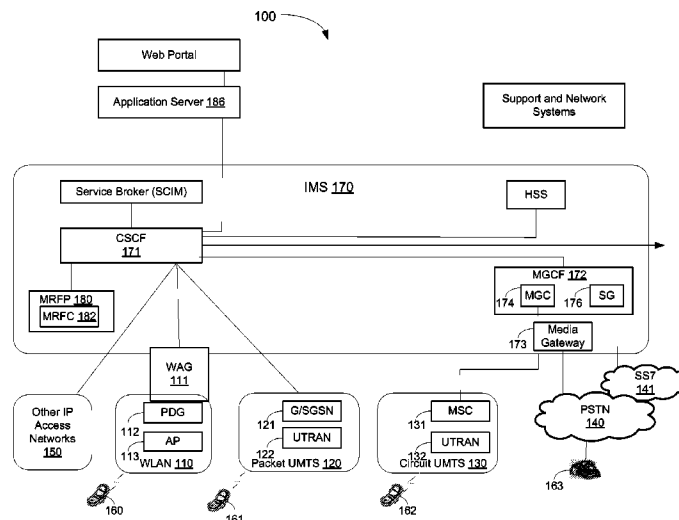 100
Web Portal
Application Server 186
Support and Network
Systems
IMS 170
Service Broker (SCIM)
HSS
CSCF
171
MGCF 172
174
MGC
176
SG
MRFP 180
MRFC 182
173
Media
Gateway
WAG
111
SS7
141
Other IP
Access
Networks
150
PDG
112
AP
113
WLAN 110
G/SGSN
121
UTRAN
122
Packet UMTS 120
MSC
131
UTRAN
132
Circuit UMTS 130
PSTN
140
160
161
162
163